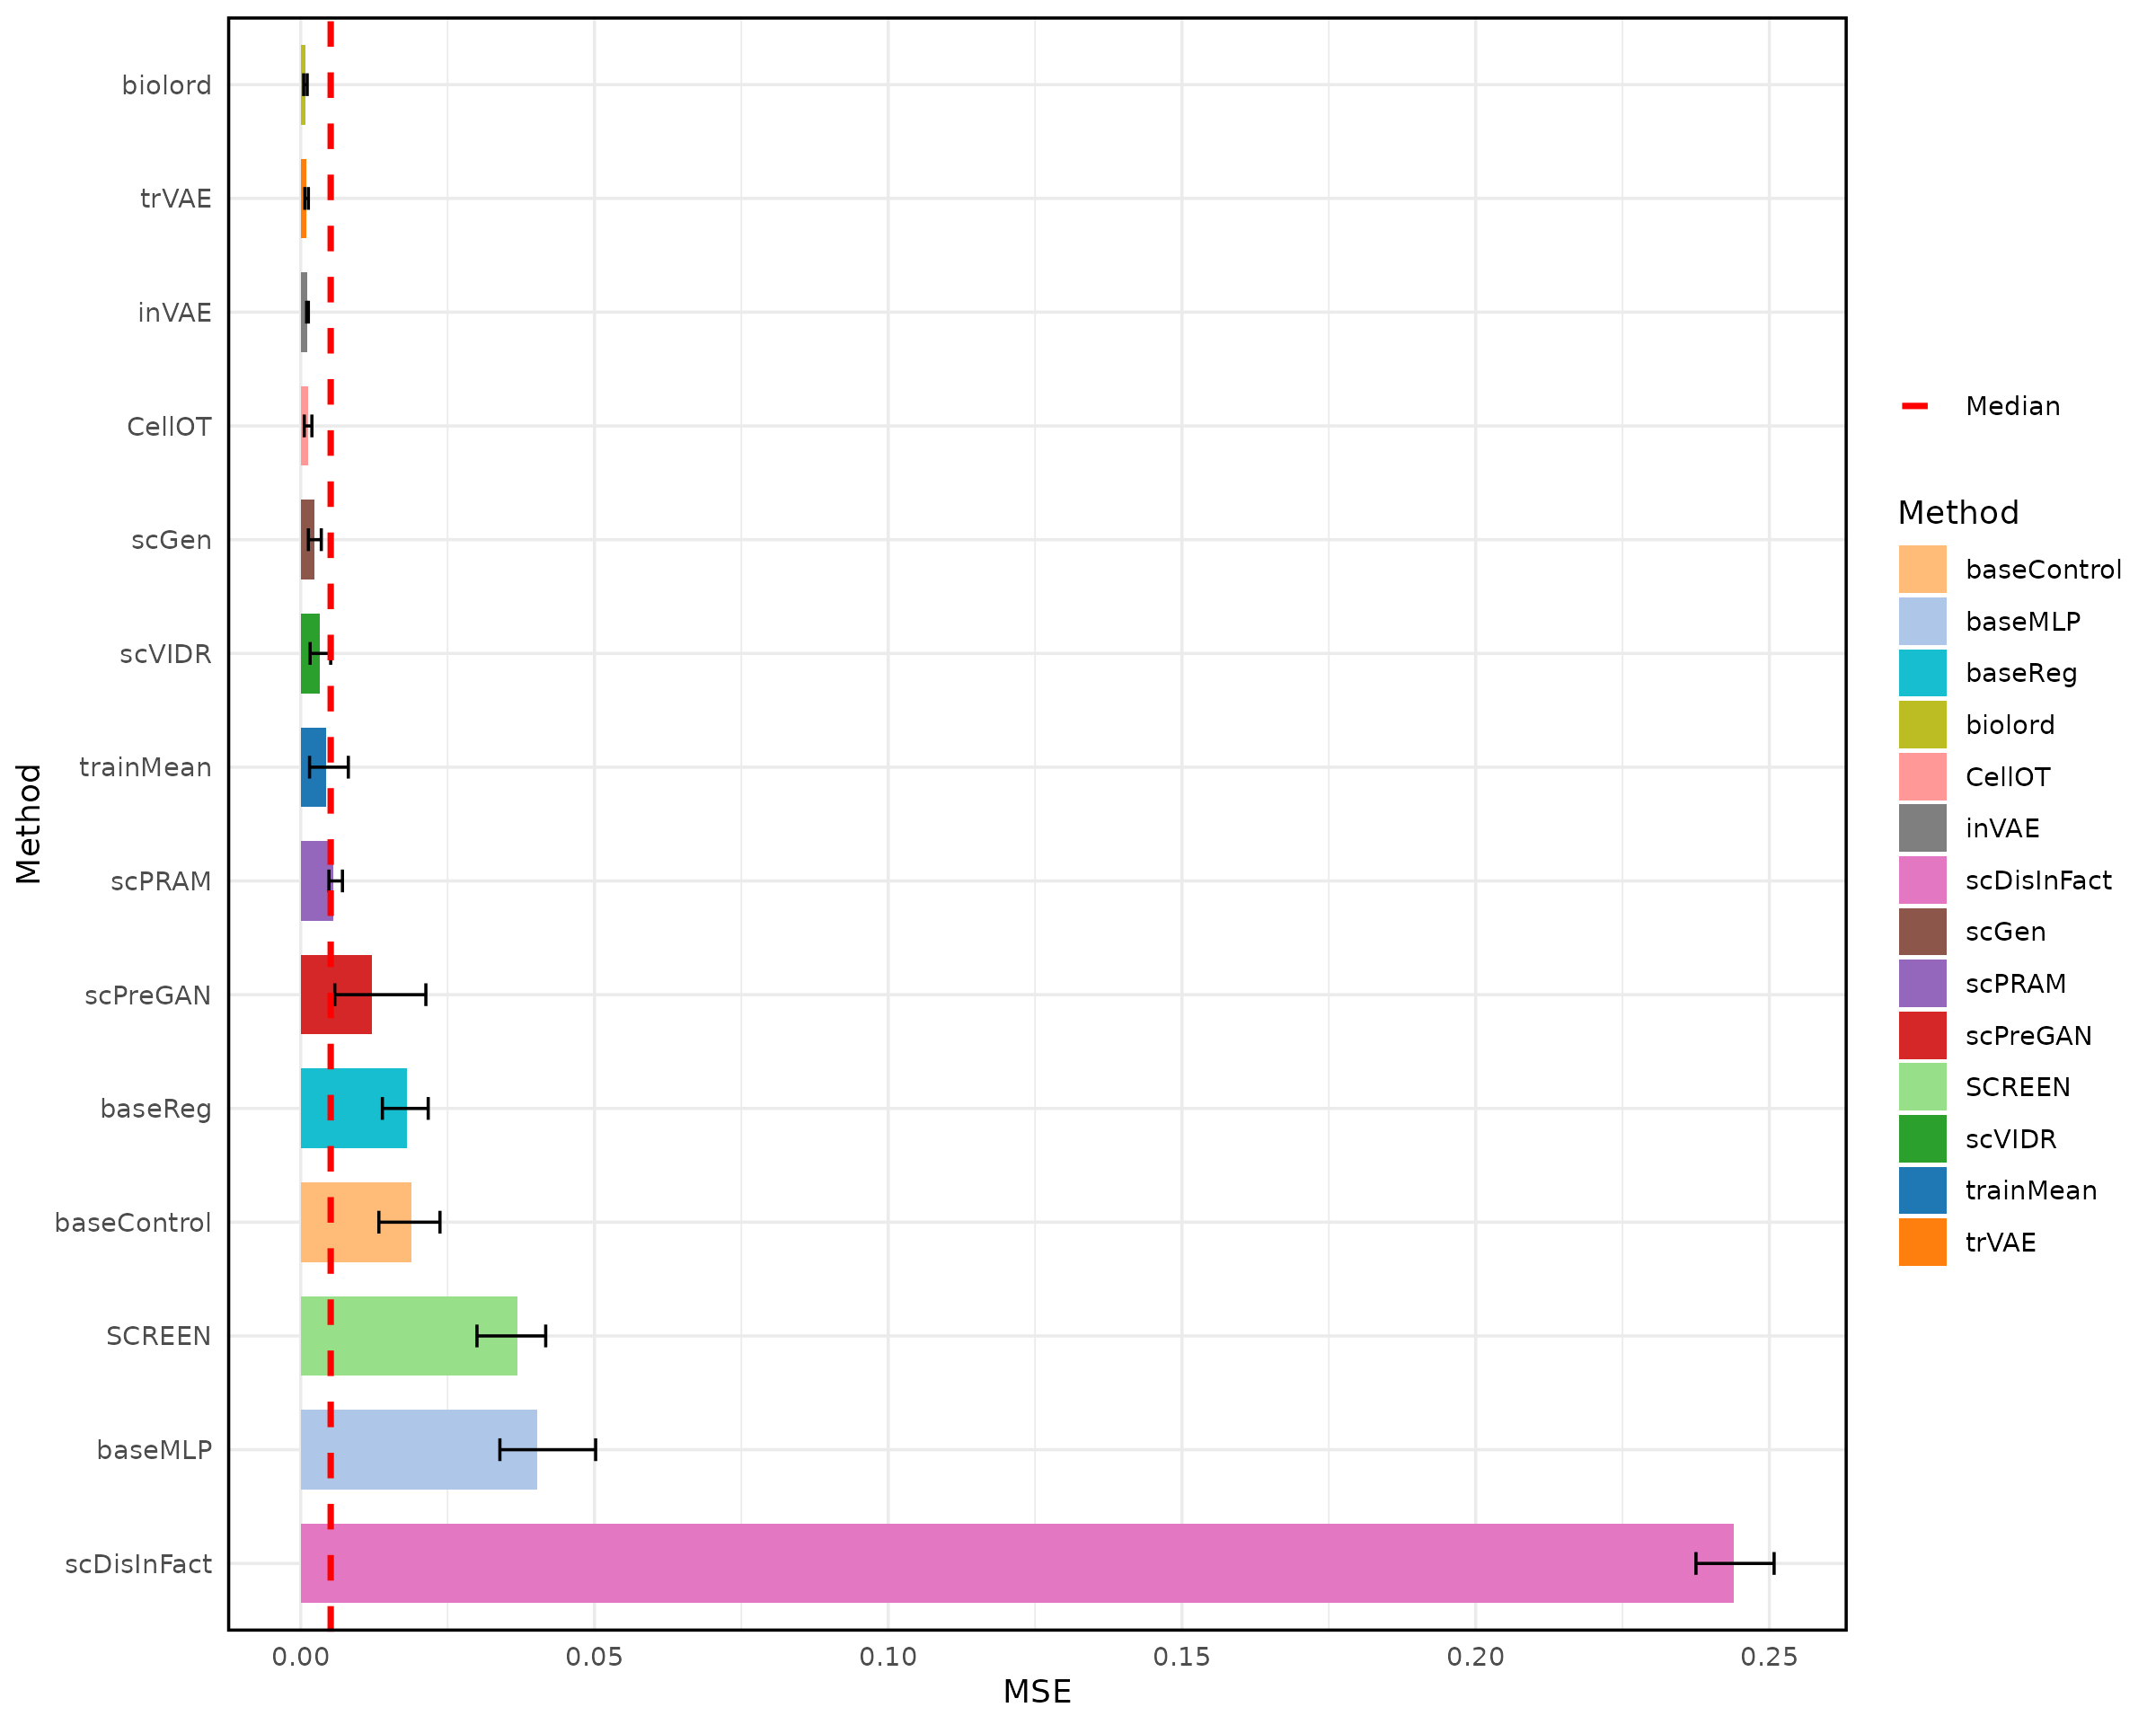 biolord
trVAE
inVAE
CellOT
scGen
scVIDR
trainMean
scPRAM
scPreGAN
baseReg
baseControl
SCREEN
baseMLP
scDisInFact
Method
0.00 0.05 0.10 0.15 0.20 0.25
MSE
Median
Method
baseControl
baseMLP
baseReg
biolord
CellOT
inVAE
scDisInFact
scGen
scPRAM
scPreGAN
SCREEN
scVIDR
trainMean
trVAE